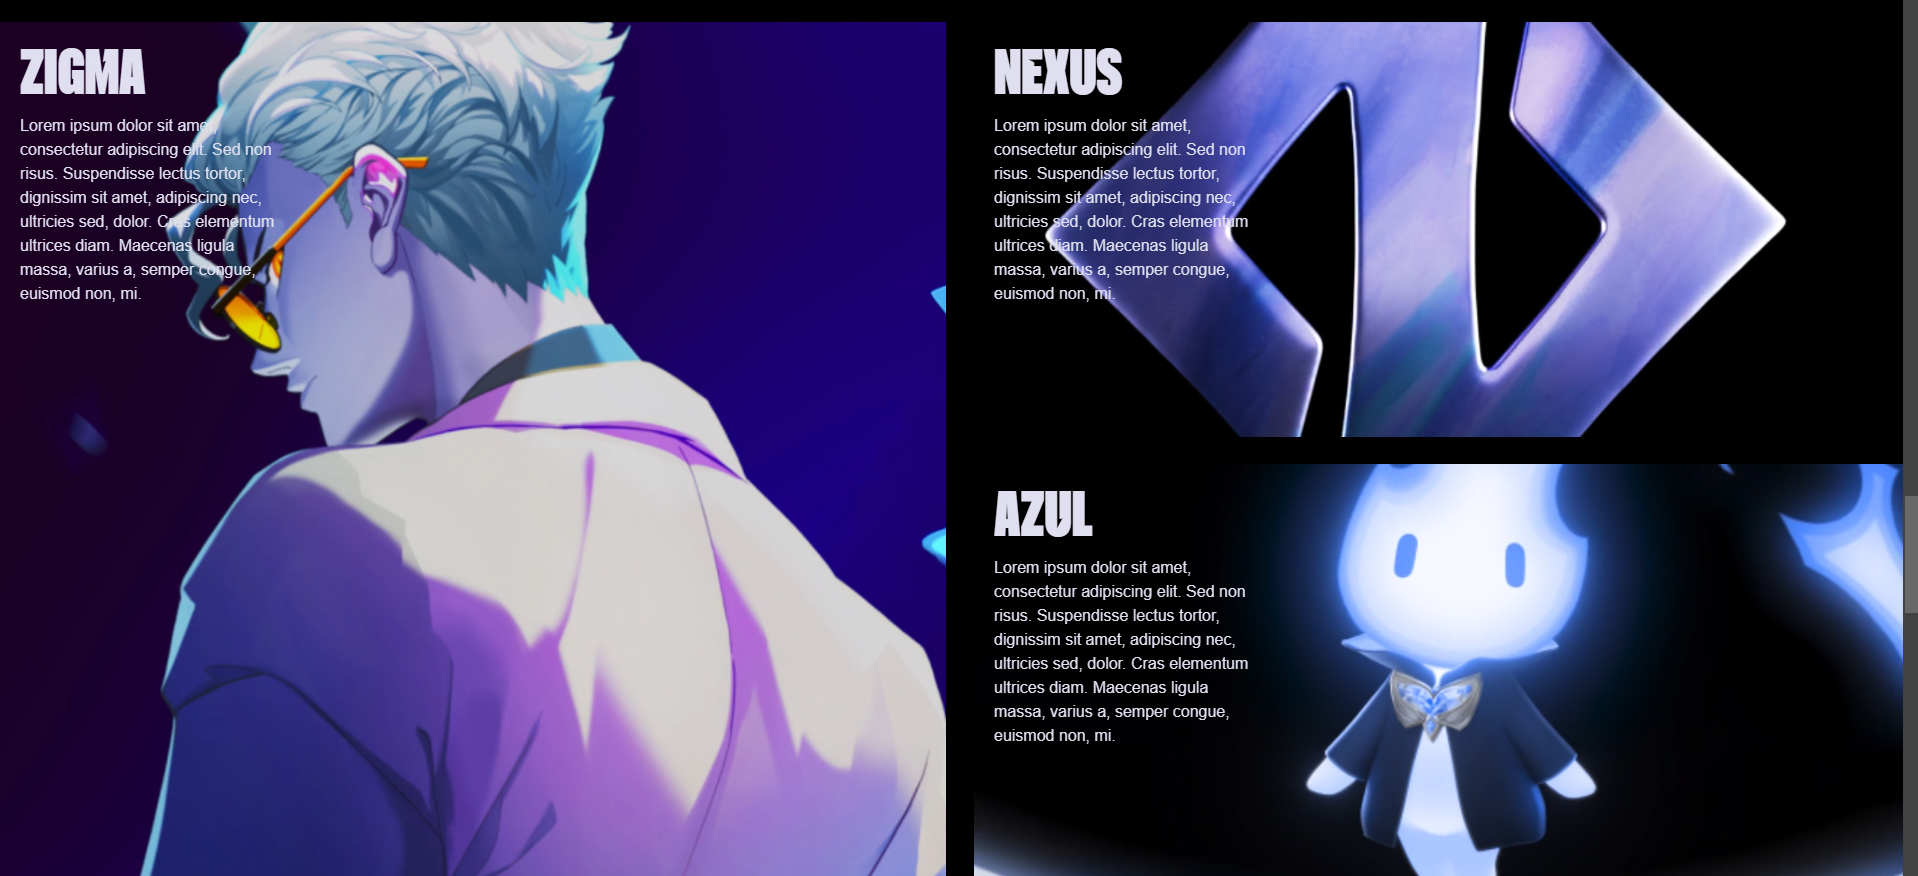 ZIGMA
Lorem ipsum dolor sit amet,
consectetur adipiscing elit. Sed non
risus. Suspendisse lectus tortor,
dignissim sit amet, adipiscing nec,
ultricies sed, dolor. Cras elementum
ultrices diam. Maecenas ligula
massa, varius a, semper congue,
euismod non, mi.
NEXUS
Lorem ipsum dolor sit amet,
consectetur adipiscing elit. Sed non
risus. Suspendisse lectus tortor,
dignissim sit amet, adipiscing nec,
ultricies sed, dolor. Cras elementum
ultrices diam. Maecenas ligula
massa, varius a, semper congue,
euismod non, mi.
AZUL
Lorem ipsum dolor sit amet,
consectetur adipiscing elit. Sed non
risus. Suspendisse lectus tortor,
dignissim sit amet, adipiscing nec,
ultricies sed, dolor. Cras elementum
ultrices diam. Maecenas ligula
massa, varius a, semper congue,
euismod non, mi.